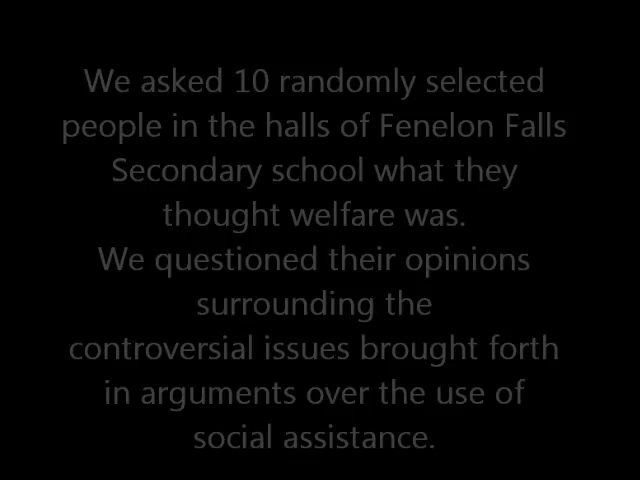 We asked 10 randomly selected
people in the halls of Fenelon Falls
Secondary school what they
thought welfare was.
We questioned their opinions
surrounding the
controversial issues brought forth
in arguments over the use of
social assistance.